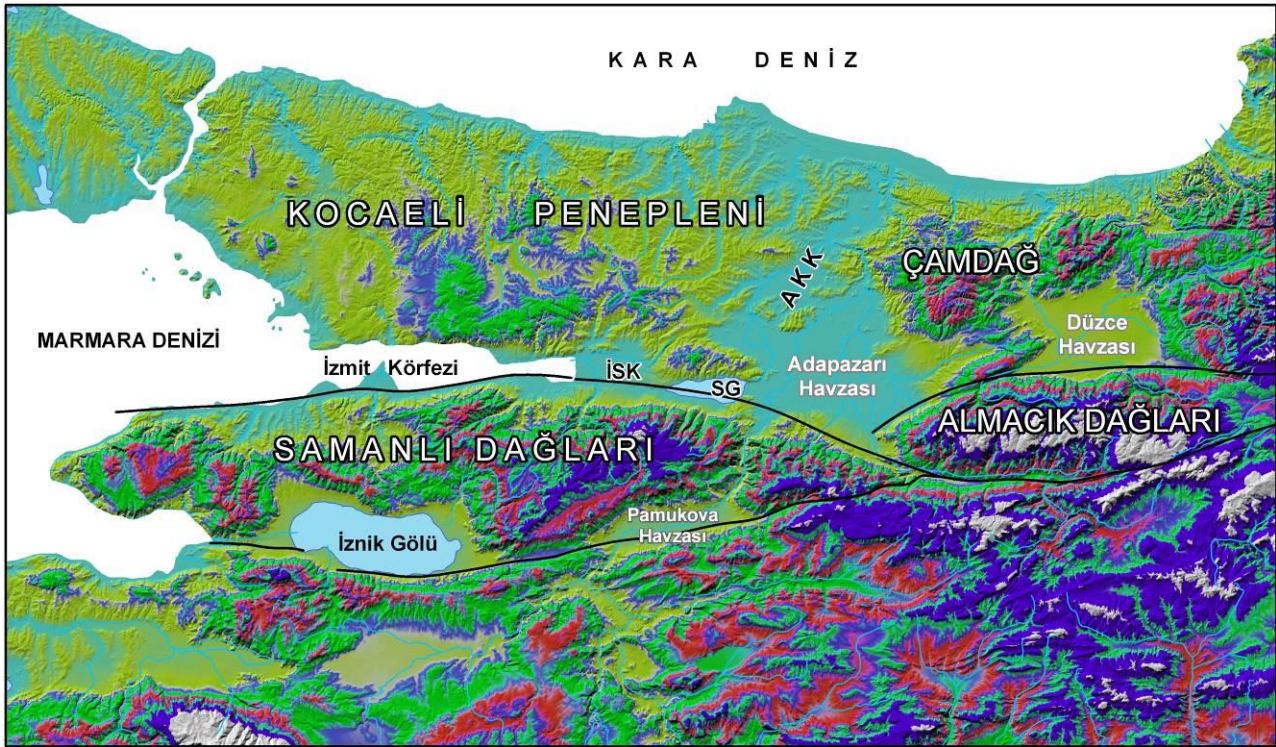 KARA DENİZ
KOCAELİ PENEPLENİ
AKK
ÇAMDAĞ
MARMARA DENİZİ
İzmit Körfezi
İSK
SG
Adapazarı
Havzası
Düzce
Havzası
SAMANLI DAĞLARI
ALMACIK DAĞLARI
İznik Gölü
Pamukova
Havzası